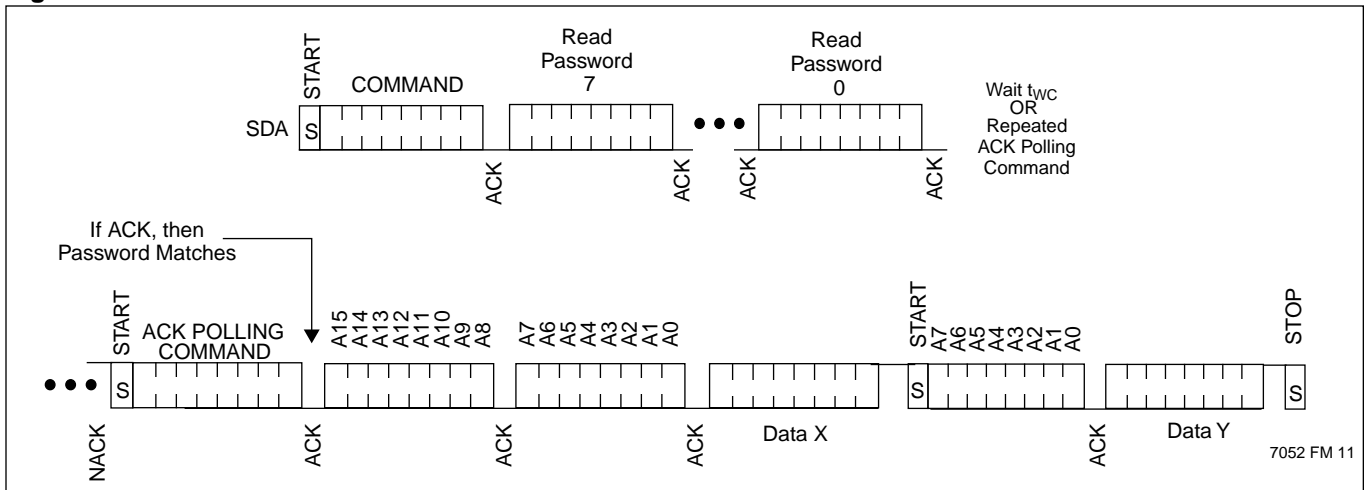 START
COMMAND
Read
Password
7
Read
Password
0
SDA
S
Wait tWC
OR
Repeated
ACK Polling
Command
ACK
ACK
ACK
ACK
If ACK, then
Password Matches
START
ACK POLLING
COMMAND
A15
A14
A13
A12
A11
A10
A9
A8
A7
A6
A5
A4
A3
A2
A1
A0
START
A7
A6
A5
A4
A3
A2
A1
A0
STOP
S
S
S
NACK
ACK
ACK
ACK
Data X
ACK
Data Y
7052 FM 11